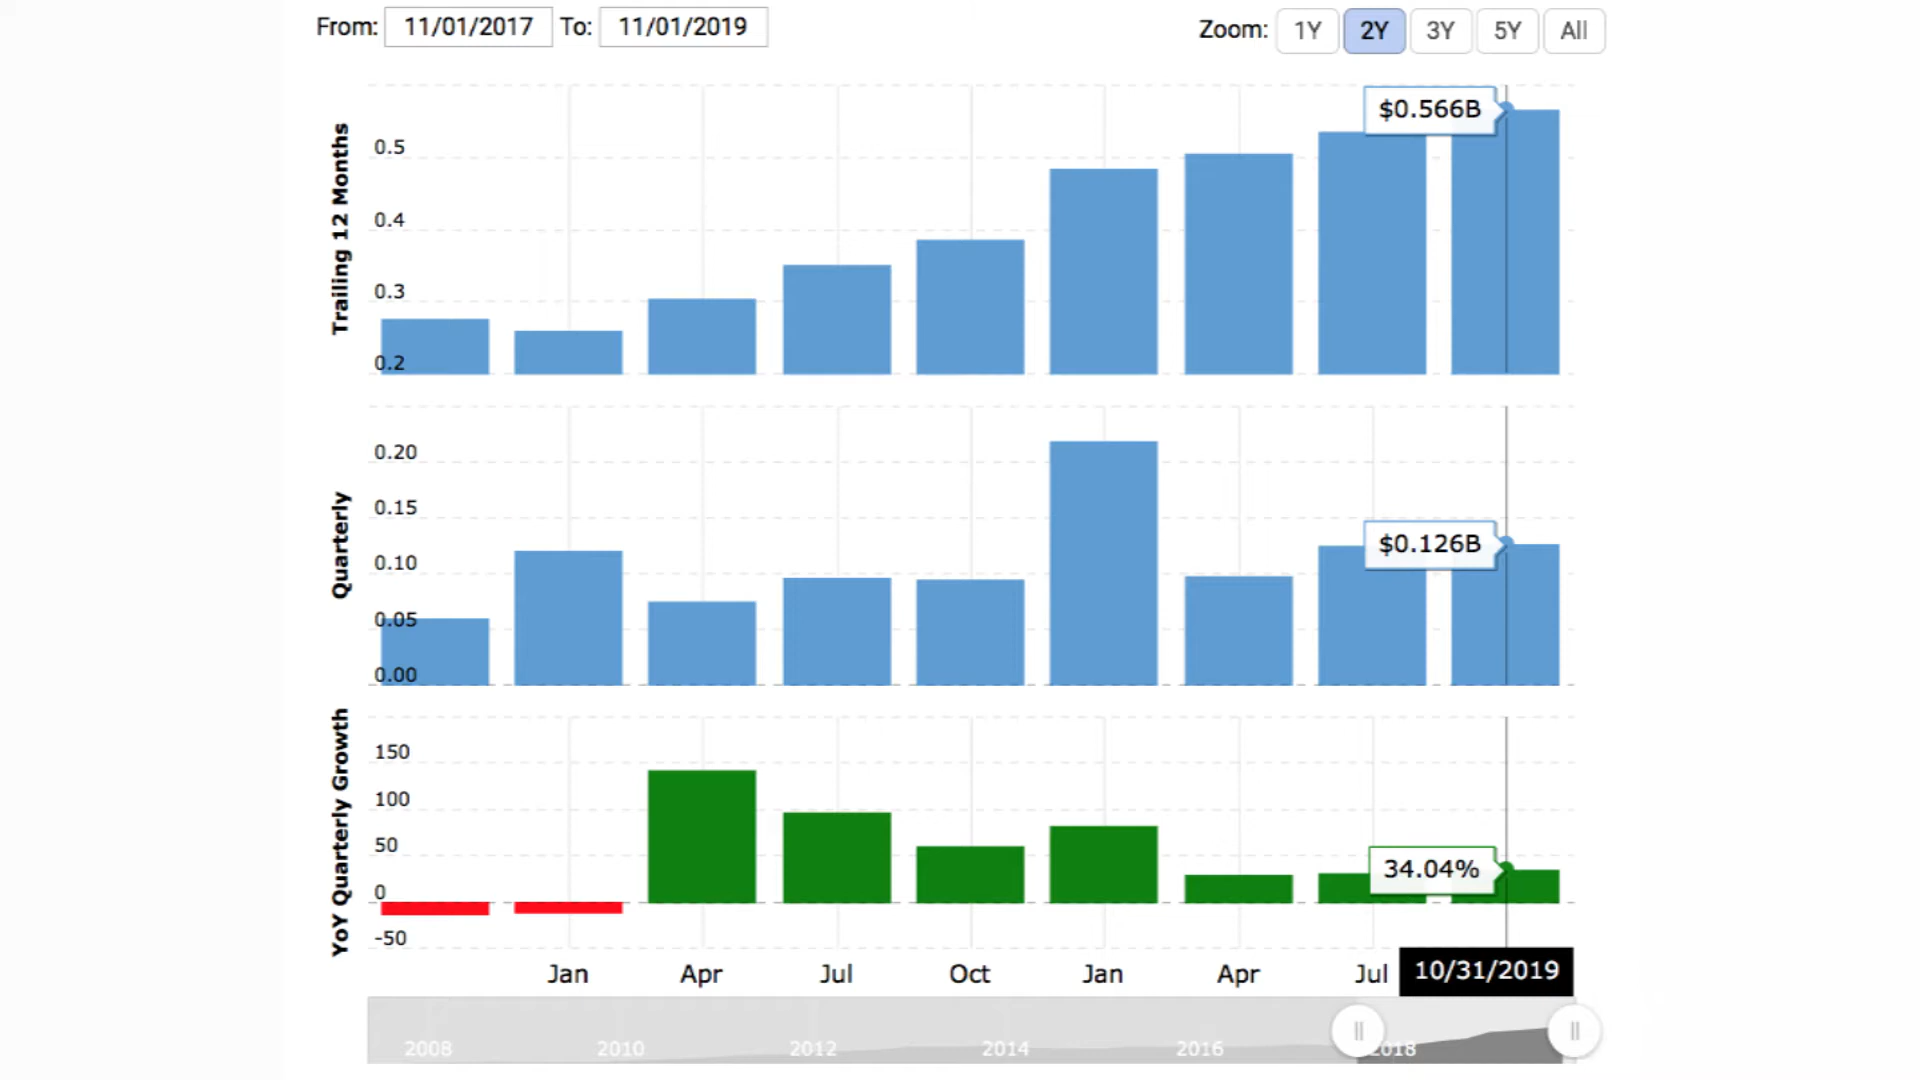 From: 11/01/2017 To: 11/01/2019 Zoom: 1Y 2Y 3Y 5Y All
Trailing 12 Months
0.5
0.4
0.3
0.2
$0.566B
Quarterly
0.20
0.15
0.10
0.05
0.00
$0.126B
YoY Quarterly Growth
150
100
50
0
-50
34.04%
Jan Apr Jul Oct Jan Apr Jul 10/31/2019
2008 2010 2012 2014 2016 2018